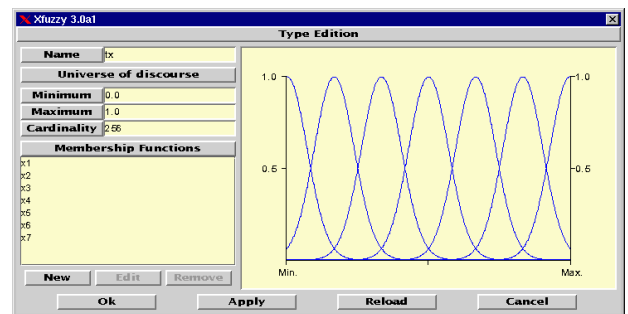 Xfuzzy 3.0a1
Type Edition
Name tx
Universe of discourse
Minimum 0.0
Maximum 1.0
Cardinality 256
Membership Functions
x1
x2
x3
x4
x5
x6
x7
New Edit Remove
1.0 1.0
0.5 0.5
Min. Max.
Ok Apply Reload Cancel